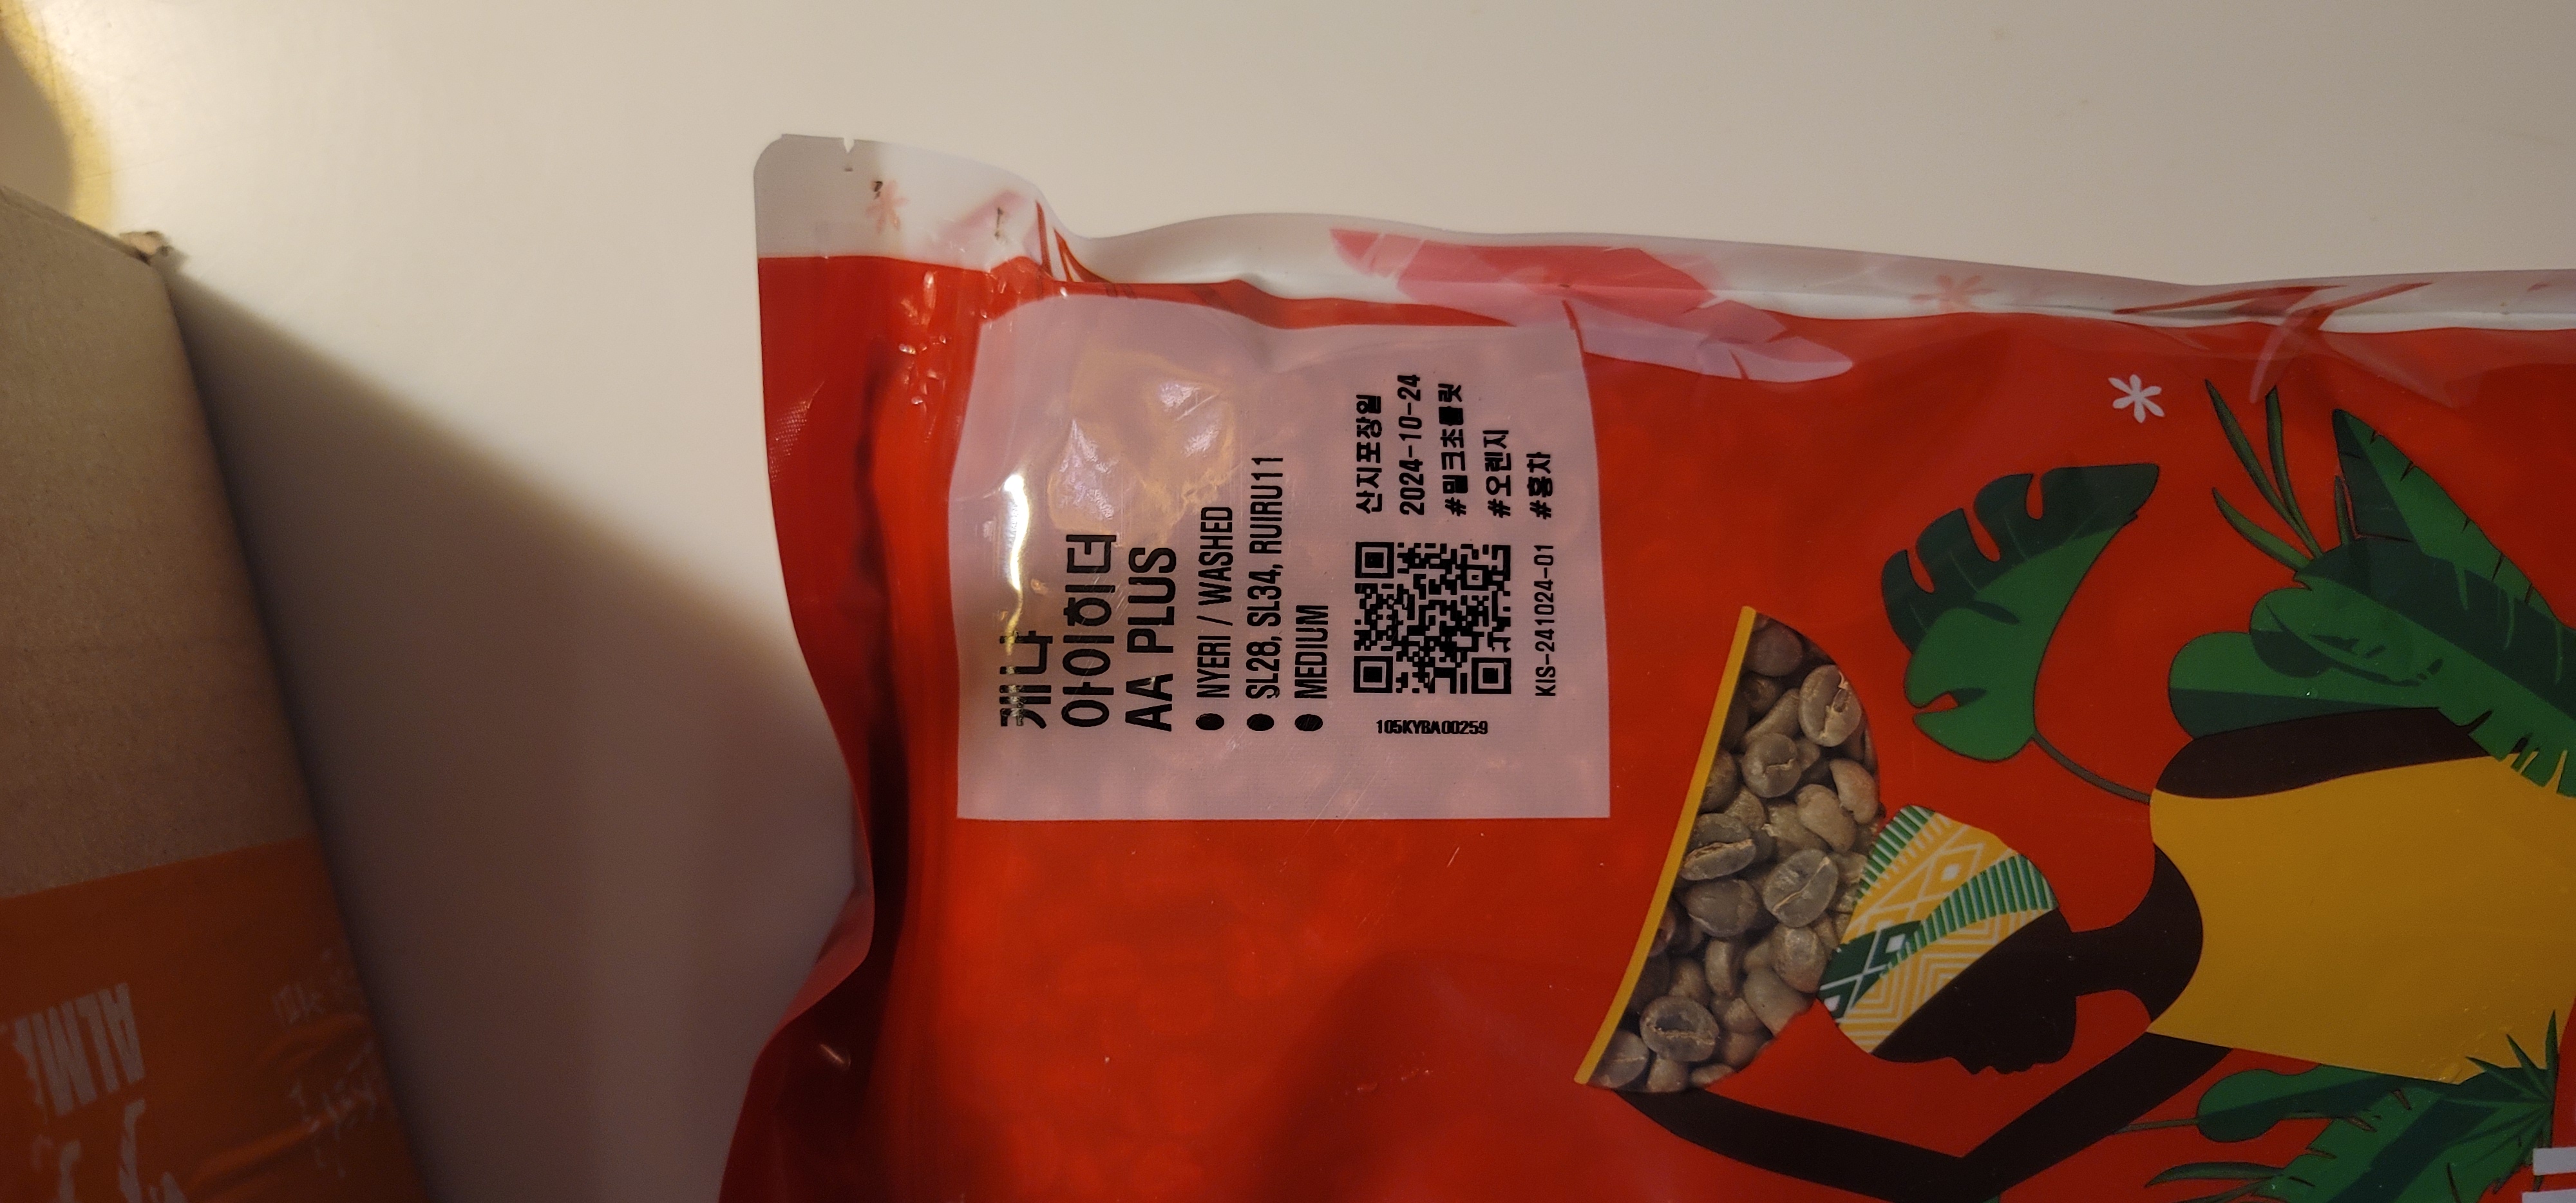 케냐
아이히더
AA PLUS
● NYERI / WASHED
● SL28, SL34, RUIRU11
● MEDIUM
105KYBA00259
KIS-241024-01
산지포장일
2024-10-24
#밀크초콜릿
#오렌지
#홍차